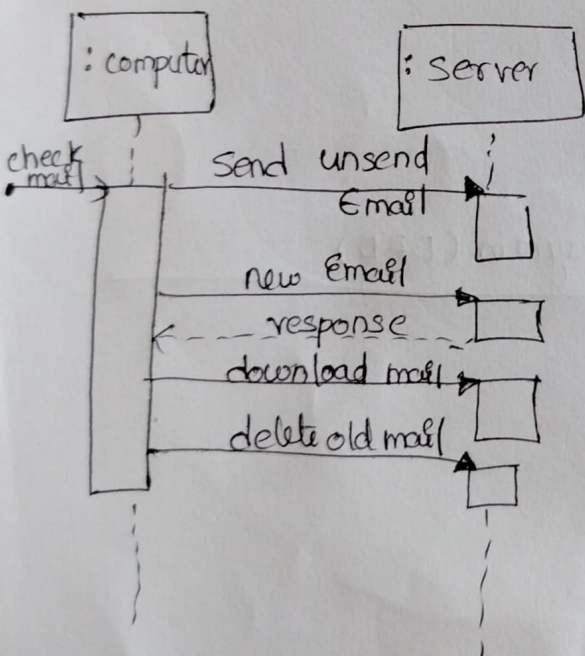 : computer
: server
check
mail
Send unsend
Email
new Email
response
download mail
delete old mail